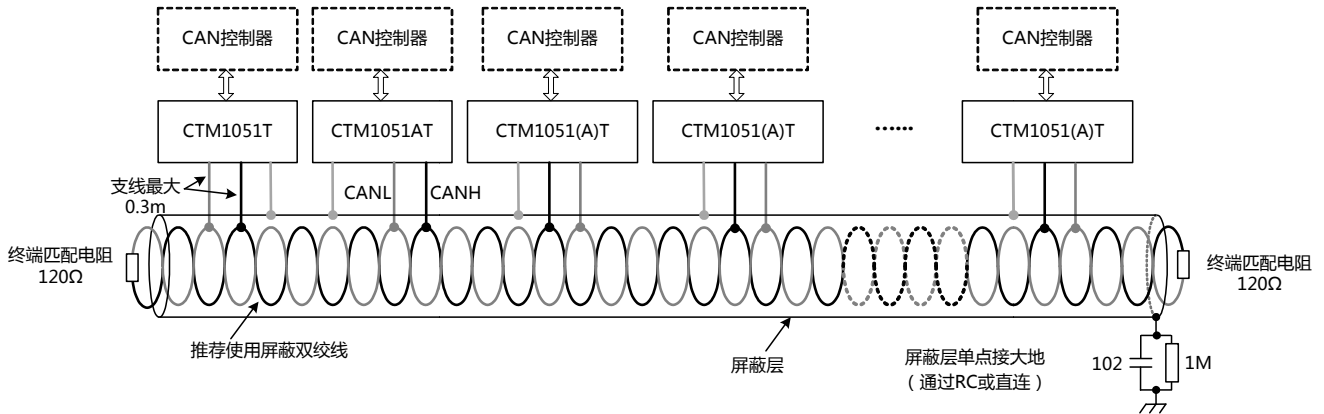 CAN控制器
CAN控制器
CAN控制器
CAN控制器
CAN控制器
CTM1051T
CTM1051AT
CTM1051(A)T
CTM1051(A)T
······
CTM1051(A)T
支线最大
0.3m
CANL
CANH
终端匹配电阻
120Ω
终端匹配电阻
120Ω
推荐使用屏蔽双绞线
屏蔽层
屏蔽层单点接大地
（通过RC或直连）
102
1M